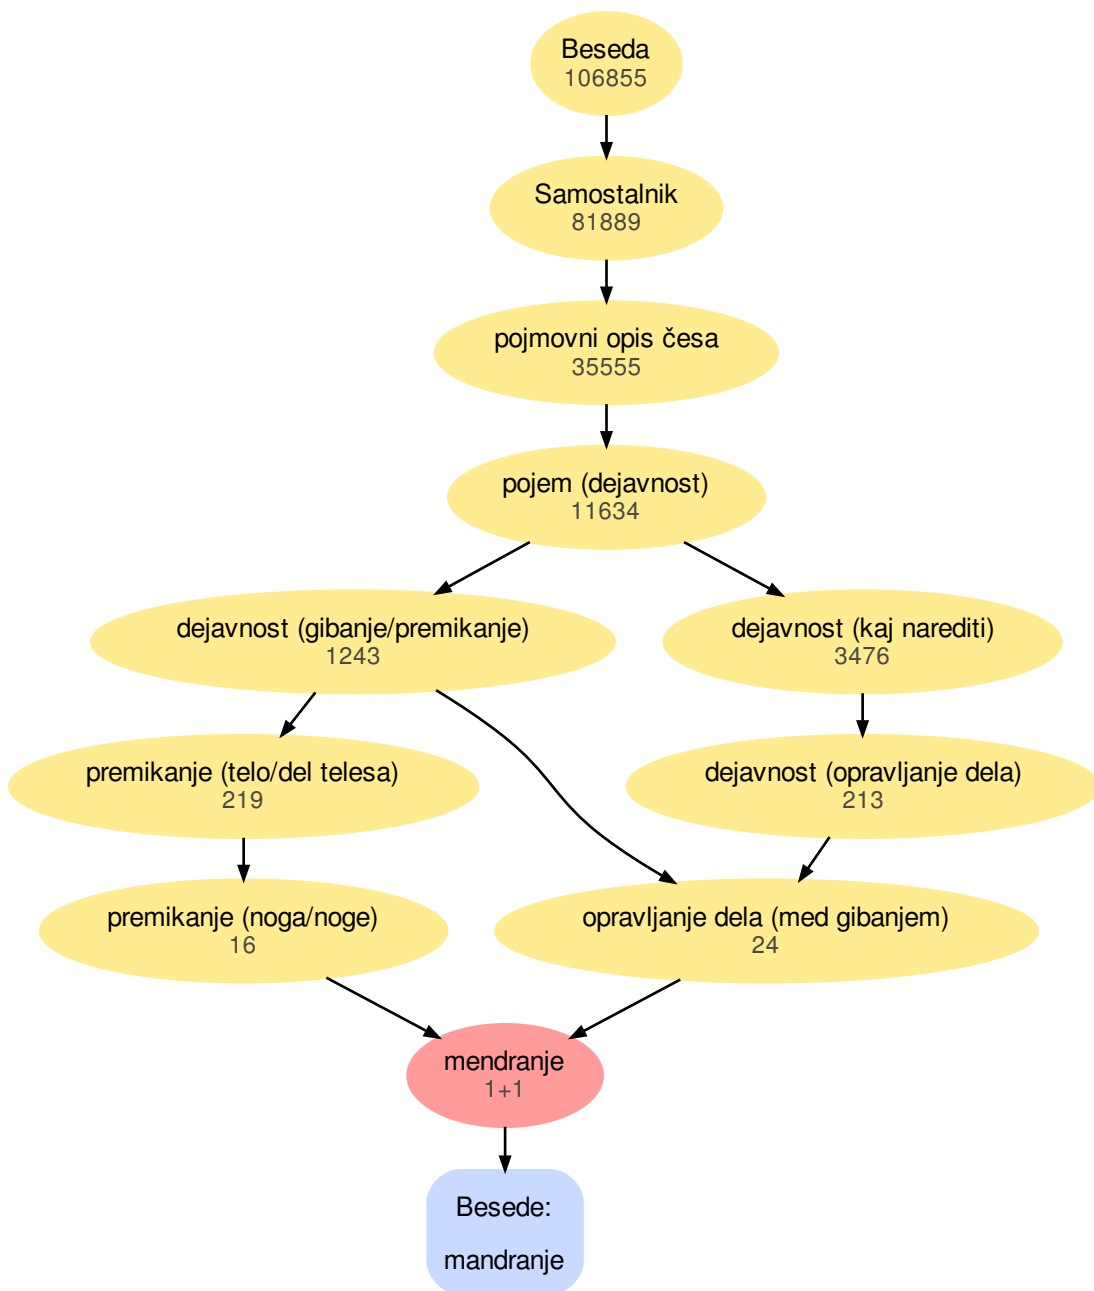 Beseda
106855
Samostalnik
81889
pojmovni opis česa
35555
pojem (dejavnost)
11634
dejavnost (gibanje/premikanje)
1243
dejavnost (kaj narediti)
3476
premikanje (telo/del telesa)
219
dejavnost (opravljanje dela)
213
premikanje (noga/noge)
16
opravljanje dela (med gibanjem)
24
mendranje
1+1
Besede:
mandranje